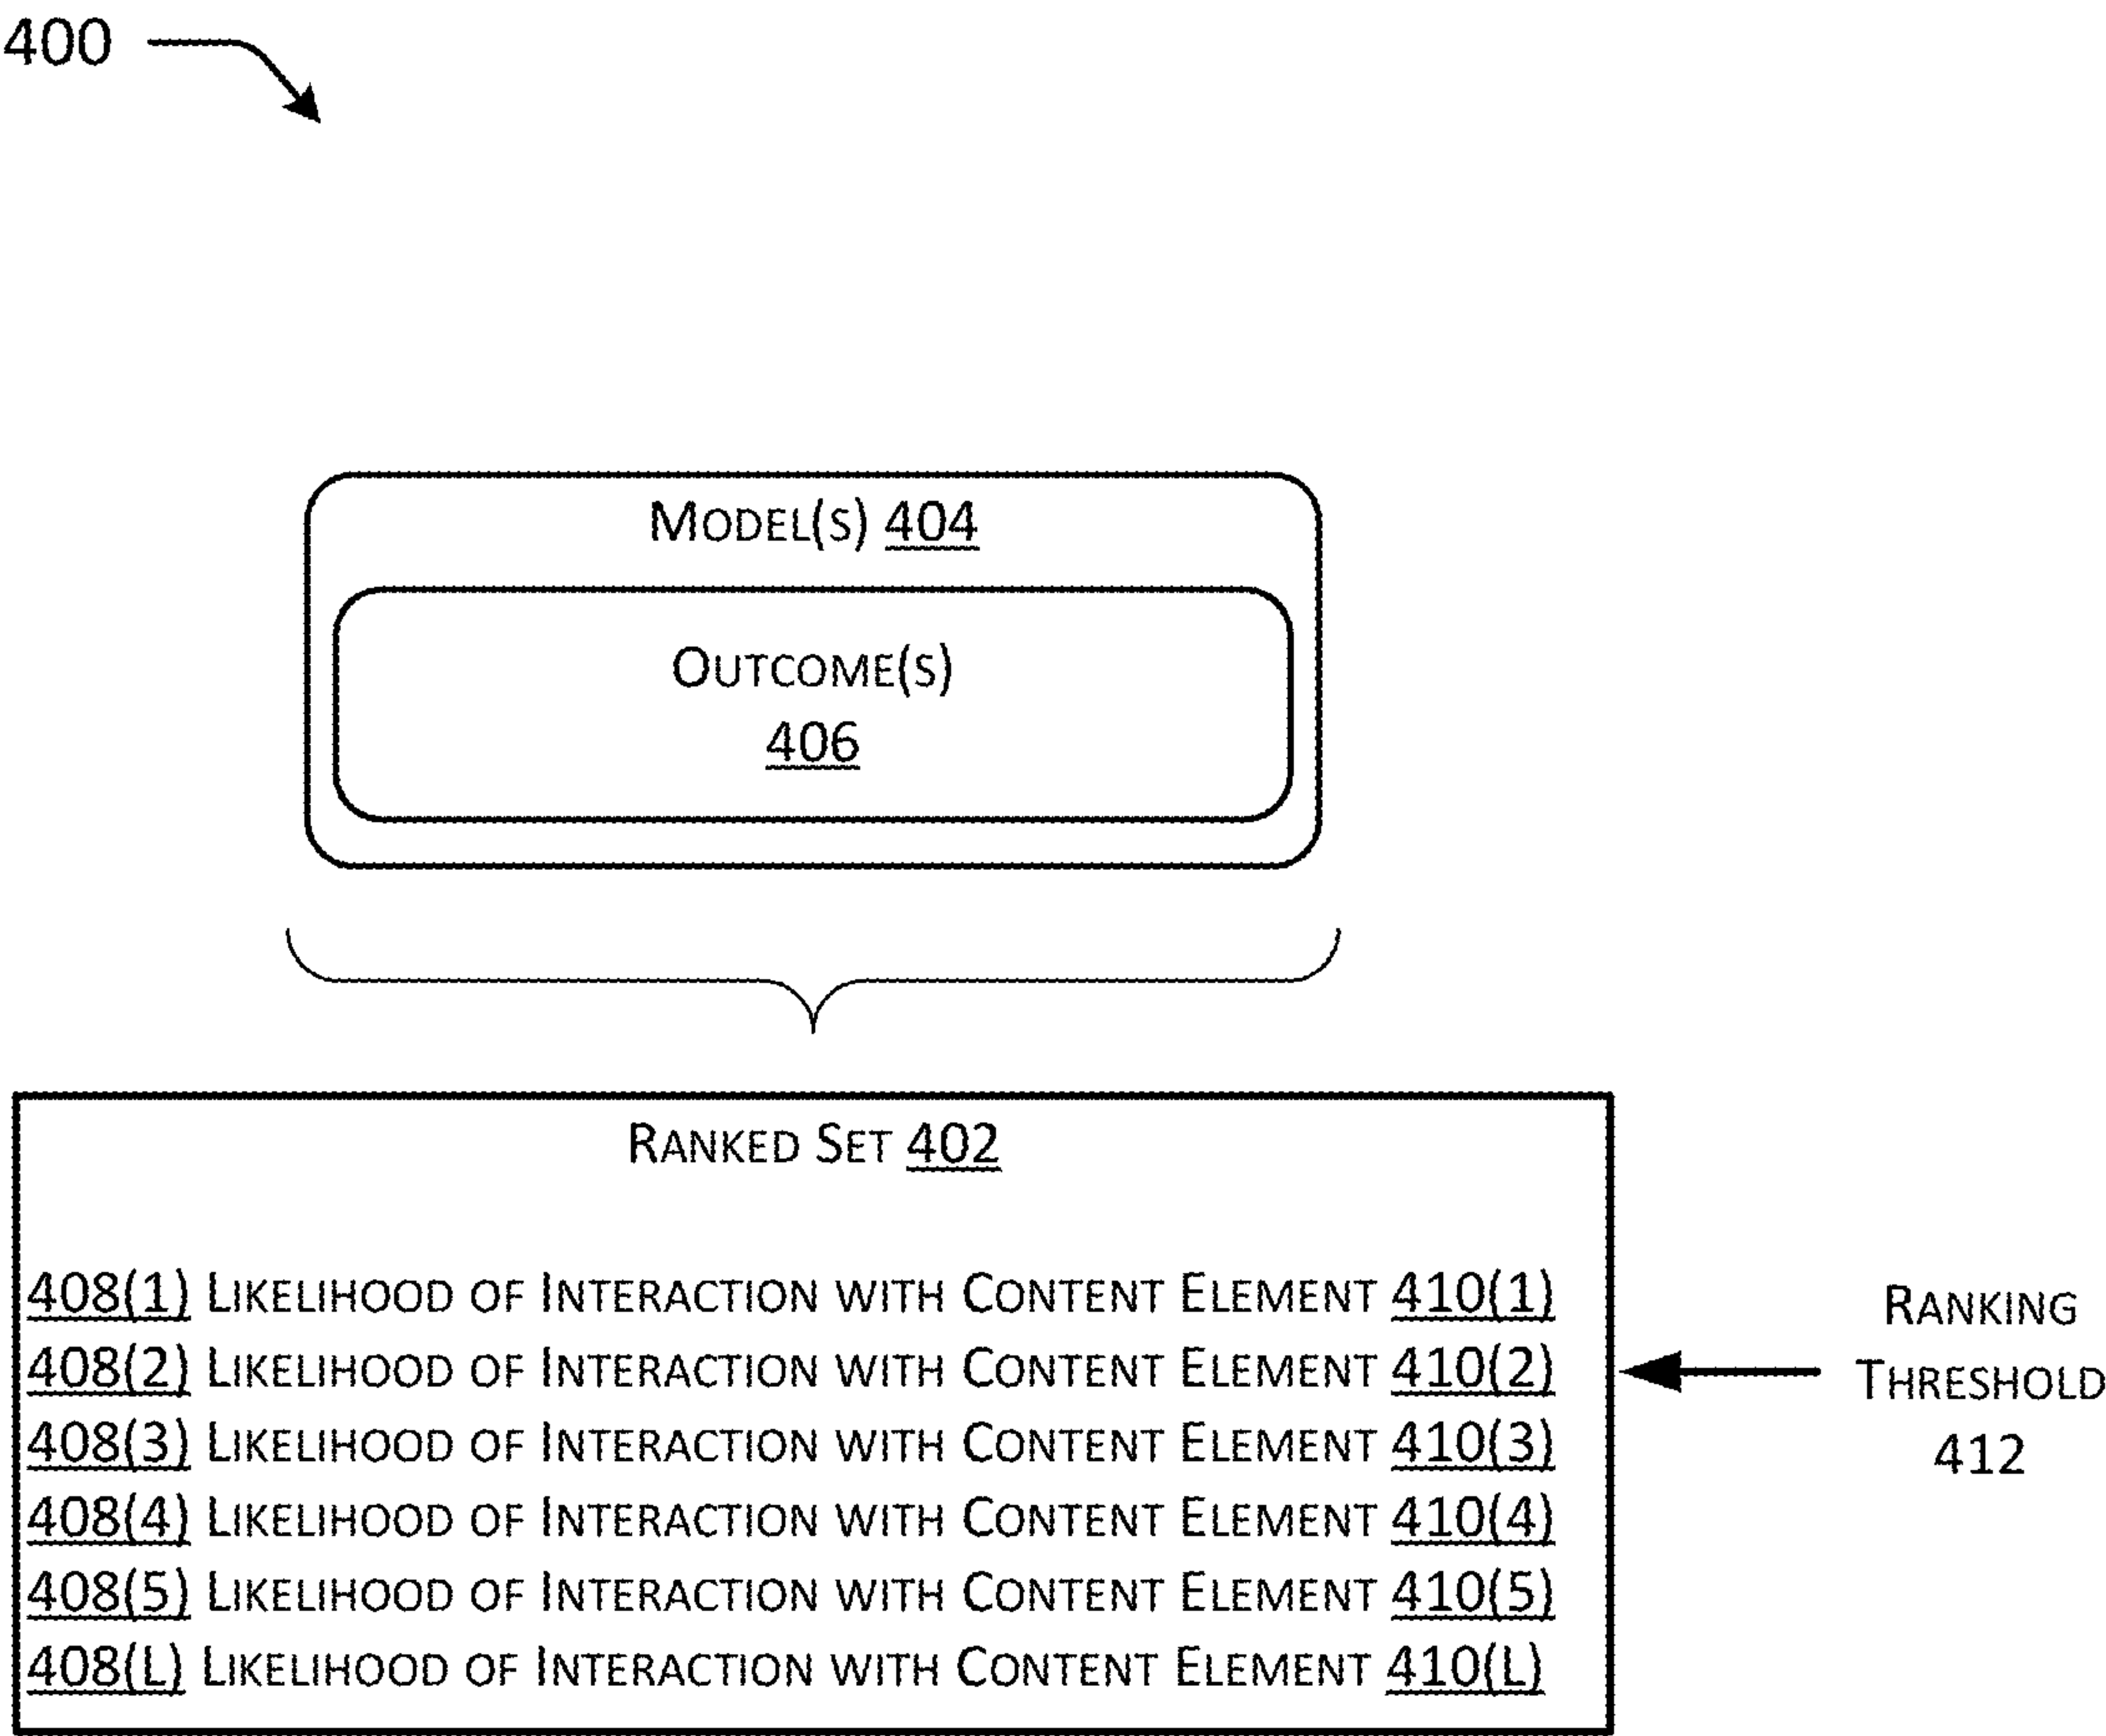 400
MODEL(S) 404
OUTCOME(S)
406
RANKED SET 402
408(1) LIKELIHOOD OF INTERACTION WITH CONTENT ELEMENT 410(1)
408(2) LIKELIHOOD OF INTERACTION WITH CONTENT ELEMENT 410(2)
408(3) LIKELIHOOD OF INTERACTION WITH CONTENT ELEMENT 410(3)
408(4) LIKELIHOOD OF INTERACTION WITH CONTENT ELEMENT 410(4)
408(5) LIKELIHOOD OF INTERACTION WITH CONTENT ELEMENT 410(5)
408(L) LIKELIHOOD OF INTERACTION WITH CONTENT ELEMENT 410(L)
RANKING
THRESHOLD
412